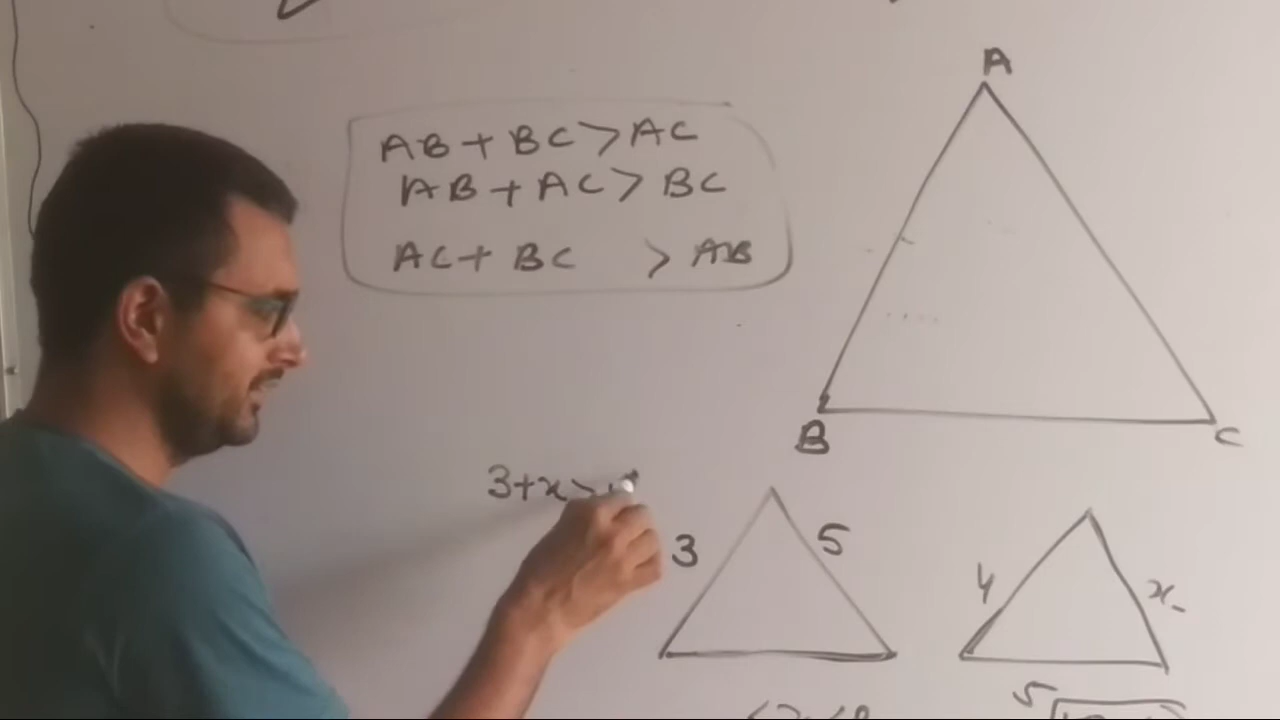 A
AB + BC > AC
AB + AC > BC
AC + BC > AB
B
C
3+x>
3
5
4
x
5